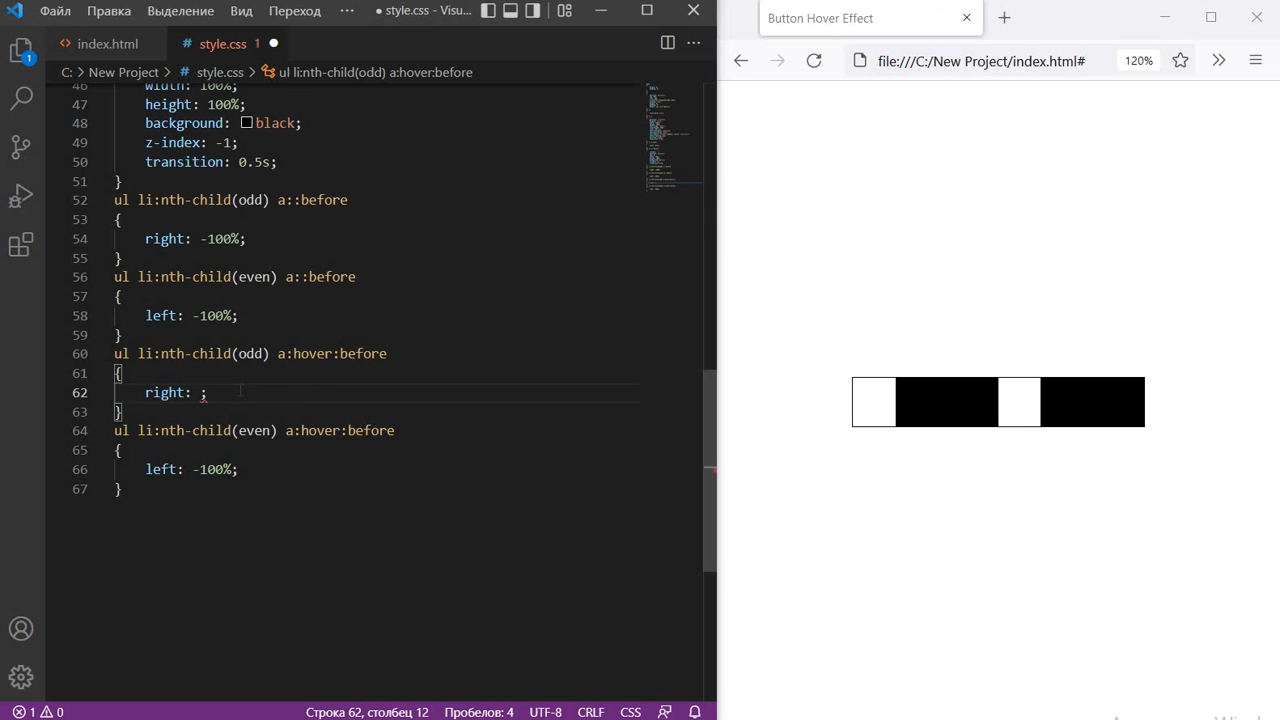 Файл Правка Выделение Вид Переход ··· ● style.css - Visu...
index.html style.css 1 ●
C: > New Project > # style.css > ul li:nth-child(odd) a:hover:before
46 width: 100%;
47 height: 100%;
48 background: black;
49 z-index: -1;
50 transition: 0.5s;
51 }
52 ul li:nth-child(odd) a::before
53 {
54 right: -100%;
55 }
56 ul li:nth-child(even) a::before
57 {
58 left: -100%;
59 }
60 ul li:nth-child(odd) a:hover:before
61 {
62 right: ;
63 }
64 ul li:nth-child(even) a:hover:before
65 {
66 left: -100%;
67 }
1
1 0 Строка 62, столбец 12 Пробелов: 4 UTF-8 CRLF CSS
Button Hover Effect
file:///C:/New Project/index.html# 120%